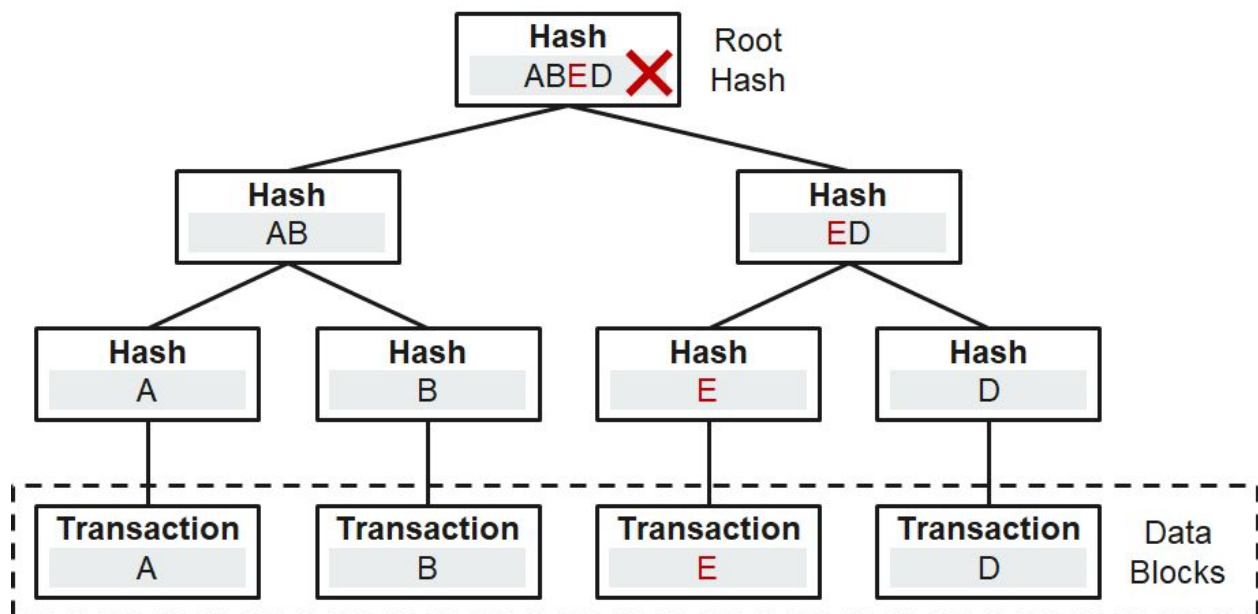 Hash
ABED
Root
Hash
Hash
AB
Hash
ED
Hash
A
Hash
B
Hash
E
Hash
D
Transaction
A
Transaction
B
Transaction
E
Transaction
D
Data
Blocks